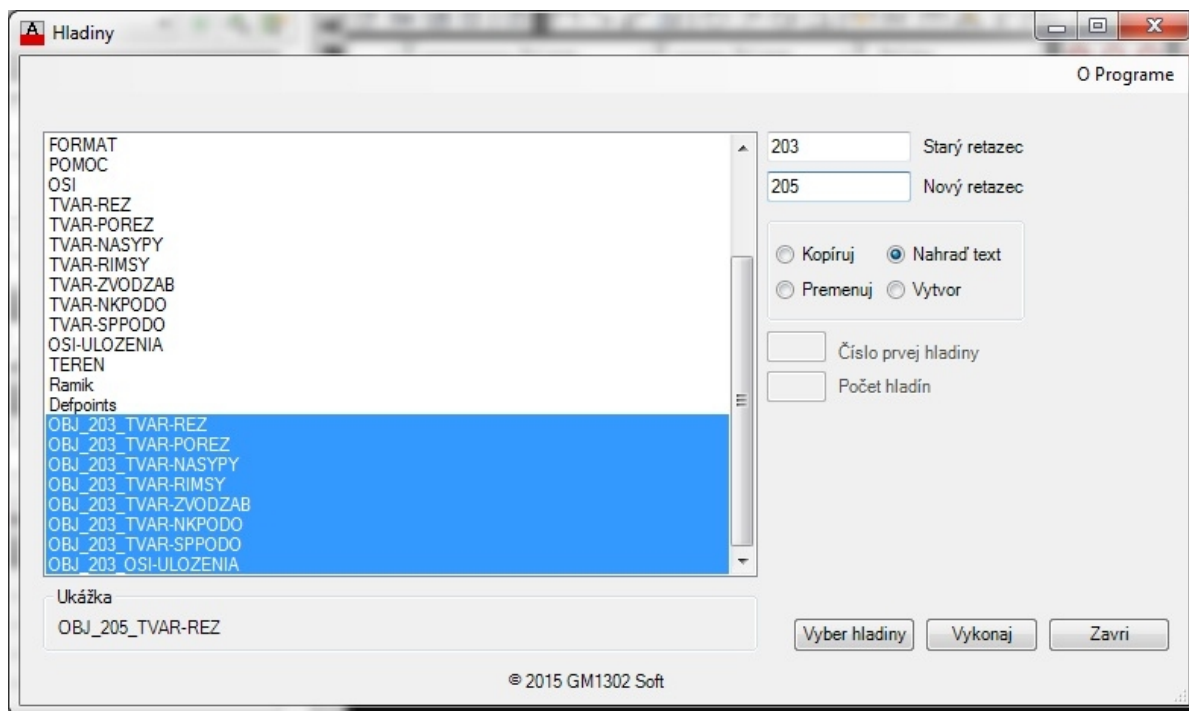 Hladiny
O Programe
FORMAT
POMOC
OSI
TVAR-REZ
TVAR-POREZ
TVAR-NASYPY
TVAR-RIMSY
TVAR-ZVODZAB
TVAR-NKPODO
TVAR-SPPODO
OSI-ULOZENIA
TEREN
Ramik
Defpoints
OBJ_203_TVAR-REZ
OBJ_203_TVAR-POREZ
OBJ_203_TVAR-NASYPY
OBJ_203_TVAR-RIMSY
OBJ_203_TVAR-ZVODZAB
OBJ_203_TVAR-NKPODO
OBJ_203_TVAR-SPPODO
OBJ_203_OSI-ULOZENIA
203 Starý retazec
205 Nový retazec
Kopíruj Nahraď text
Premenuj Vytvor
Číslo prvej hladiny
Počet hladín
Ukážka
OBJ_205_TVAR-REZ
Vyber hladiny Vykonaj Zavri
© 2015 GM1302 Soft